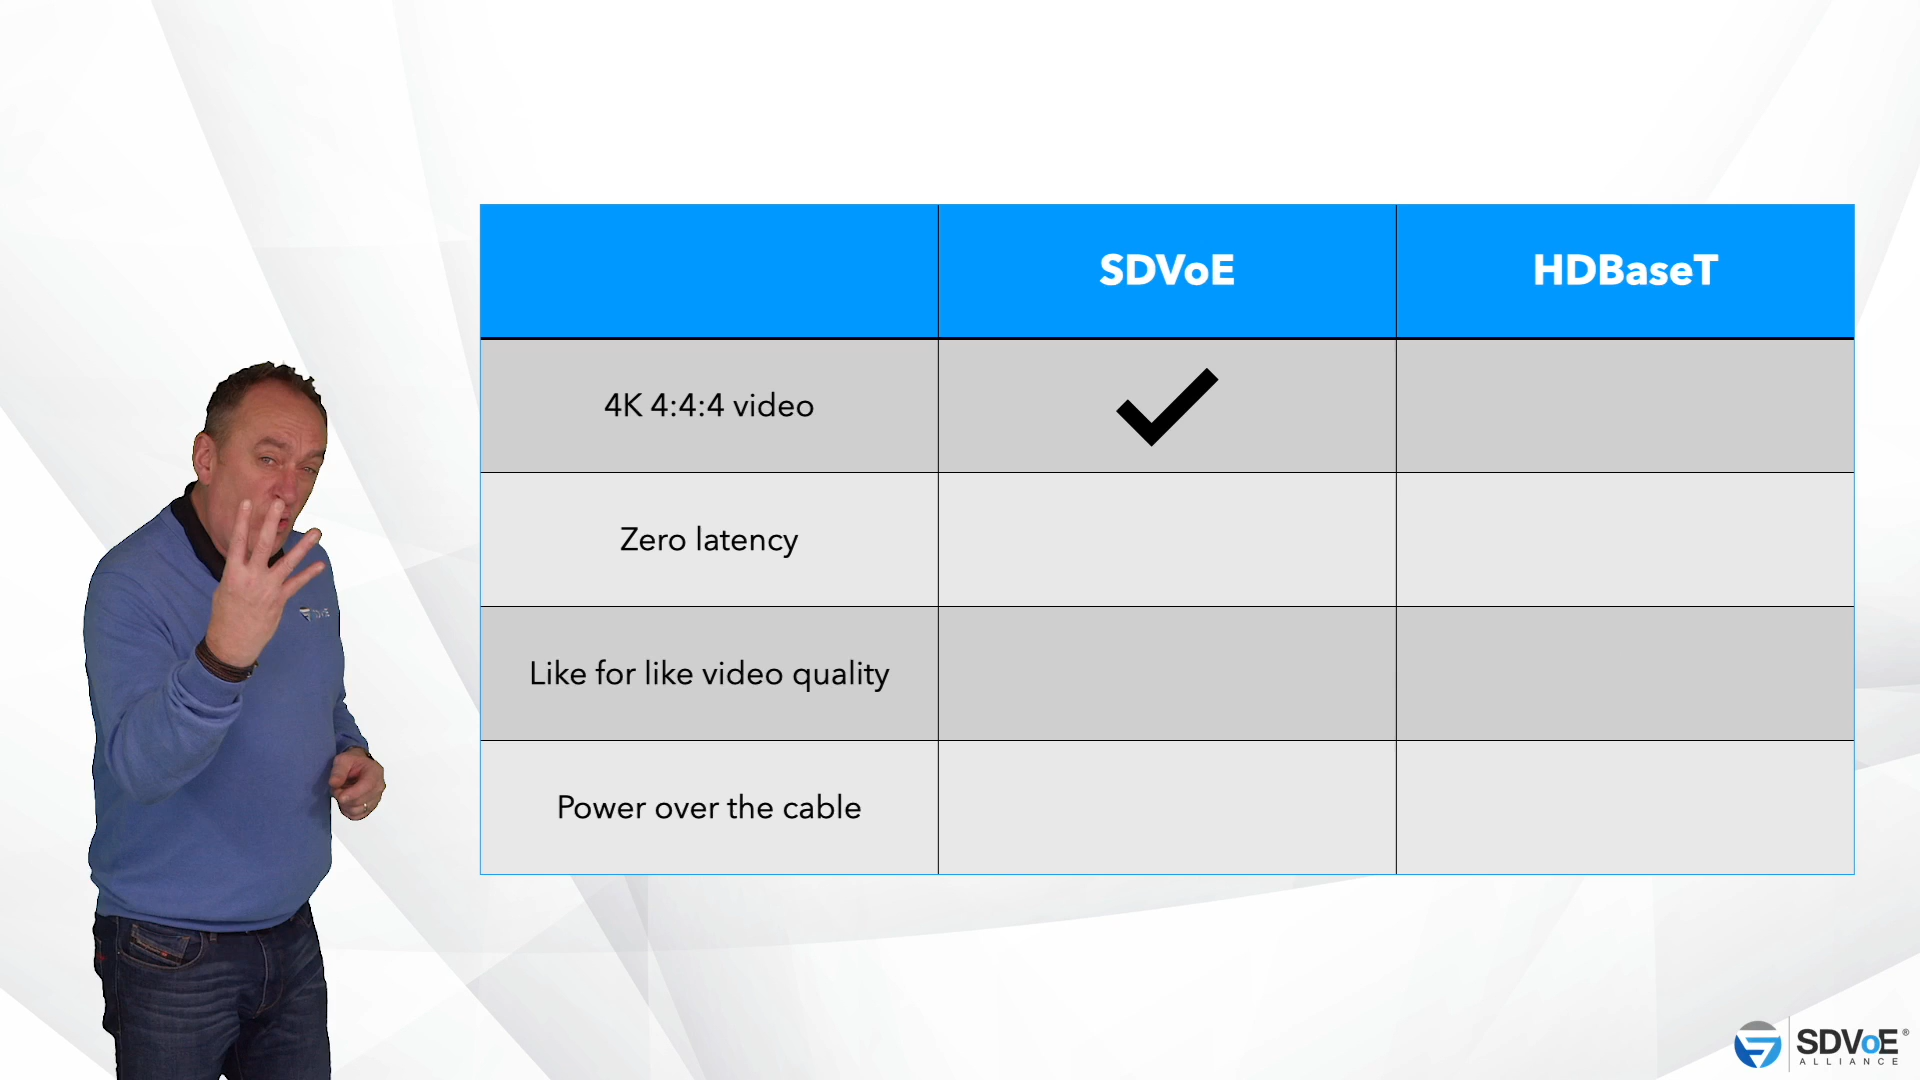 SDVoE
HDBaseT
4K 4:4:4 video
Zero latency
Like for like video quality
Power over the cable
SDVoE
SDVoE®
ALLIANCE